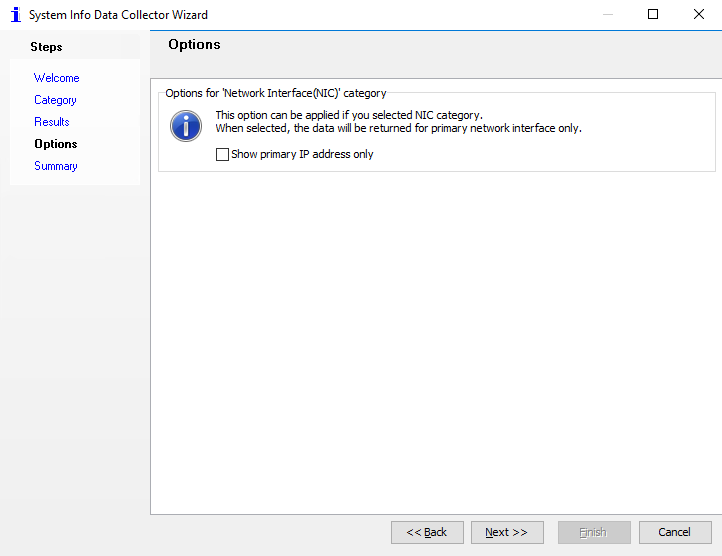 System Info Data Collector Wizard
Steps
Welcome
Category
Results
Options
Summary
Options
Options for 'Network Interface(NIC)' category
This option can be applied if you selected NIC category.
When selected, the data will be returned for primary network interface only.
Show primary IP address only
<< Back
Next >>
Finish
Cancel